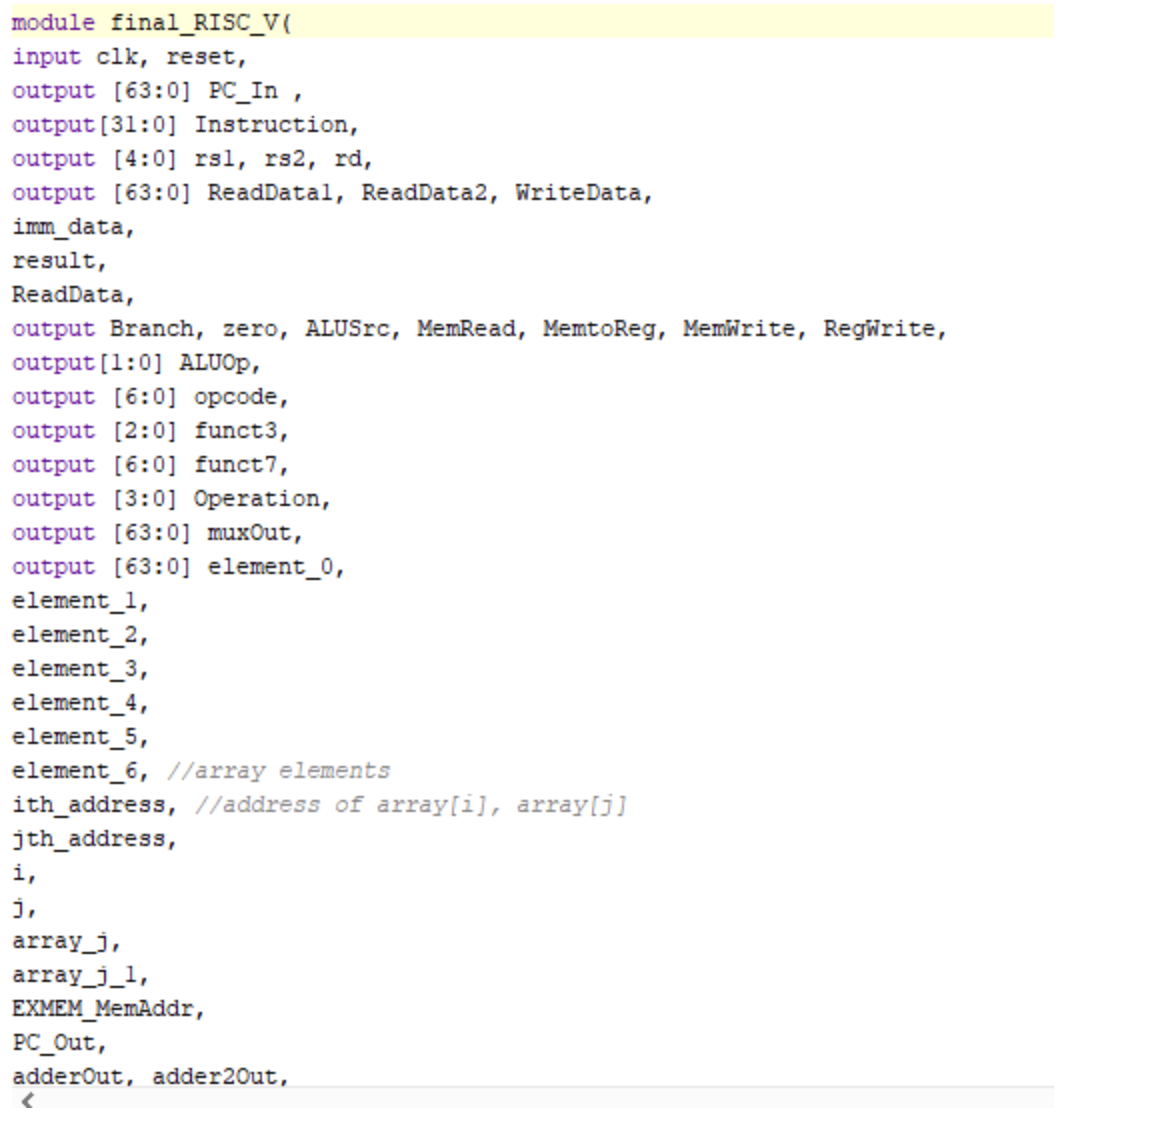 module final_RISC_V(
input clk, reset,
output [63:0] PC_In ,
output[31:0] Instruction,
output [4:0] rs1, rs2, rd,
output [63:0] ReadData1, ReadData2, WriteData,
imm_data,
result,
ReadData,
output Branch, zero, ALUSrc, MemRead, MemtoReg, MemWrite, RegWrite,
output[1:0] ALUOp,
output [6:0] opcode,
output [2:0] funct3,
output [6:0] funct7,
output [3:0] Operation,
output [63:0] muxOut,
output [63:0] element_0,
element_1,
element_2,
element_3,
element_4,
element_5,
element_6, //array elements
ith_address, //address of array[i], array[j]
jth_address,
i,
j,
array_j,
array_j_1,
EXMEM_MemAddr,
PC_Out,
adderOut, adder2Out,